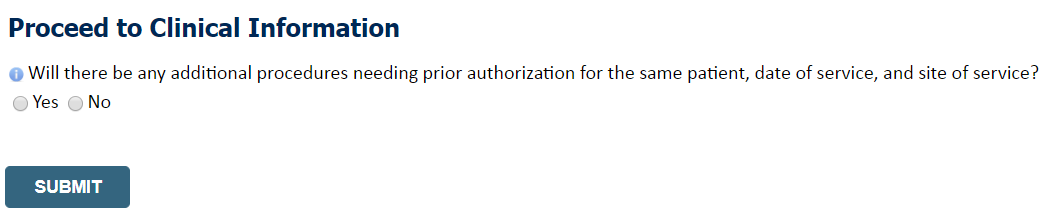 Proceed to Clinical Information
Will there be any additional procedures needing prior authorization for the same patient, date of service, and site of service?
Yes No
SUBMIT